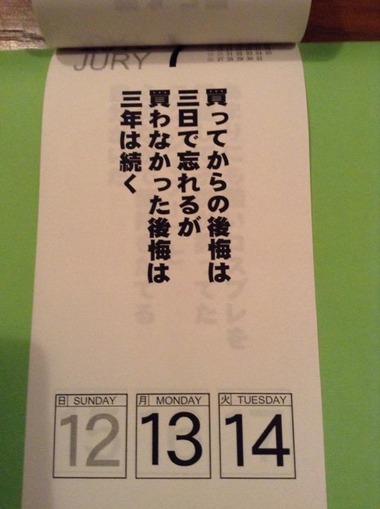 JURY 7
買ってからの後悔は
三日で忘れるが
買わなかった後悔は
三年は続く
日 SUNDAY
12
月 MONDAY
13
火 TUESDAY
14